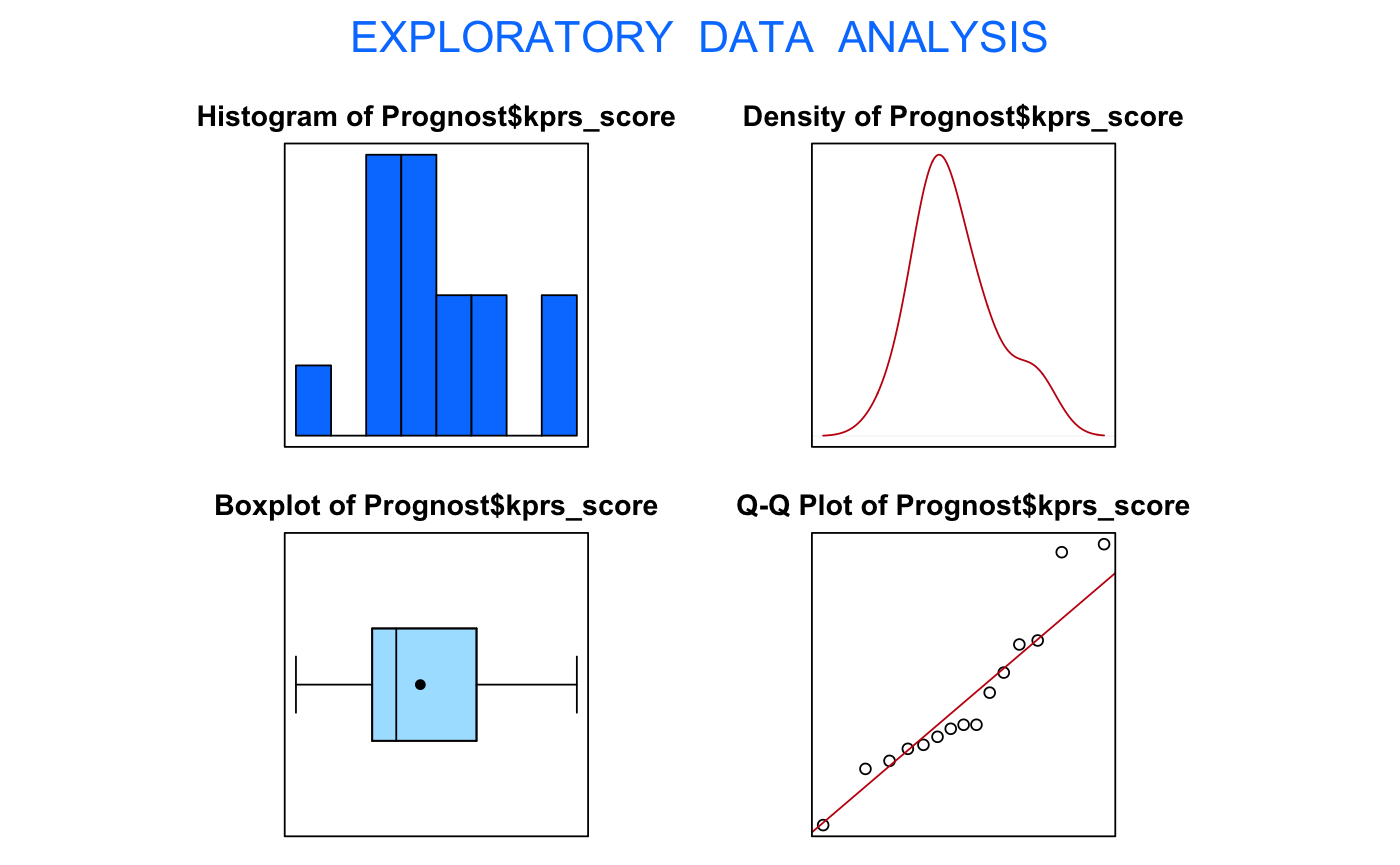 EXPLORATORY DATA ANALYSIS
Histogram of Prognost$kprs_score
Density of Prognost$kprs_score
Boxplot of Prognost$kprs_score
Q-Q Plot of Prognost$kprs_score